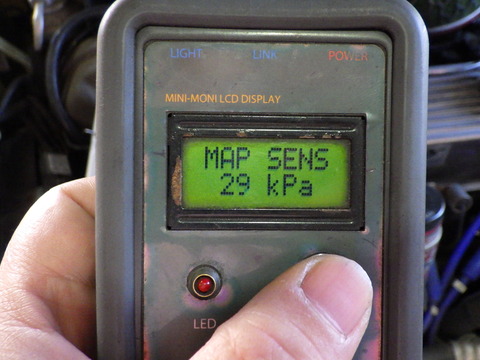 LIGHT LINK POWER
MINI-MONI LCD DISPLAY
MAP SENS
29 kPa
LED